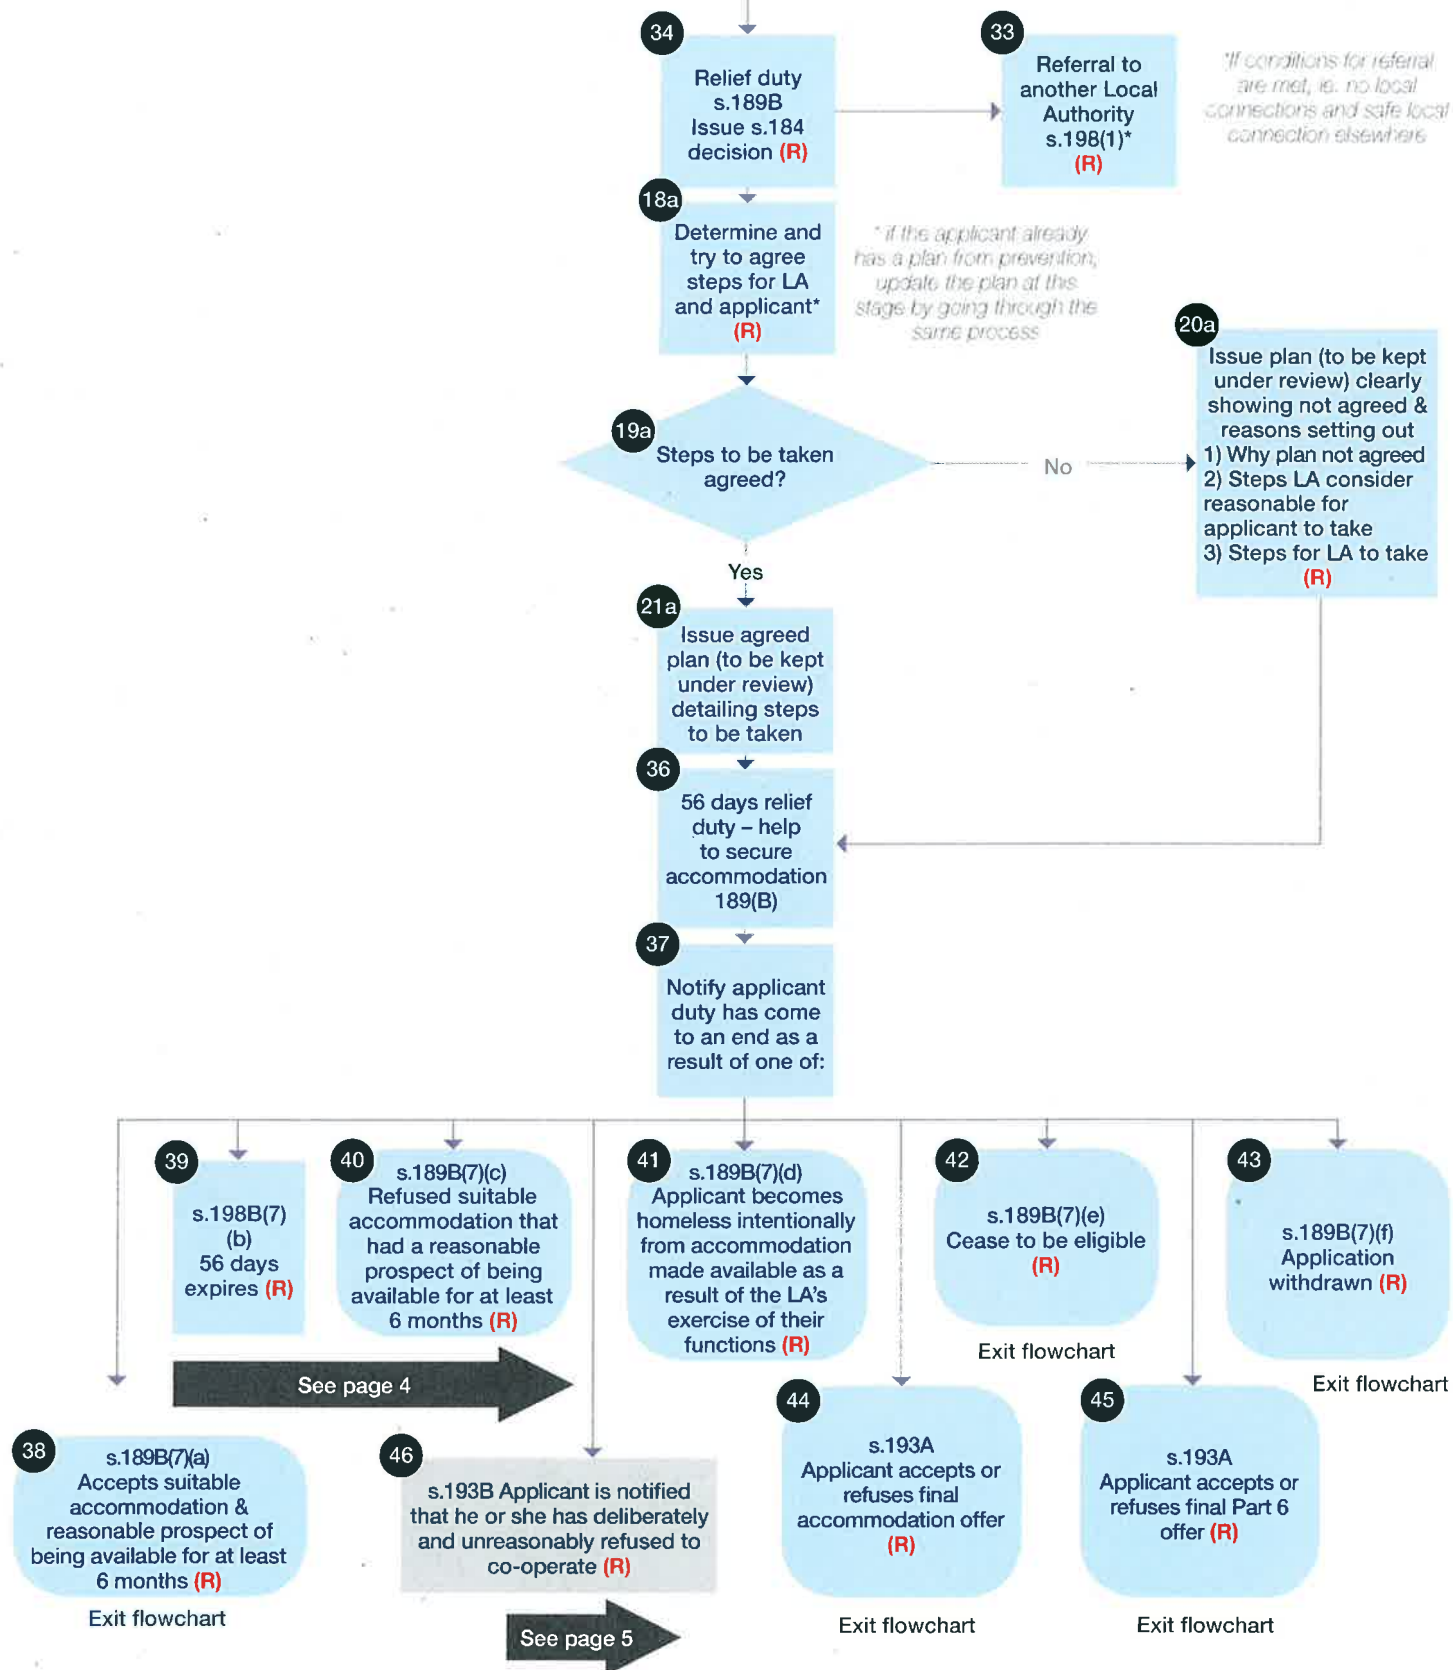 34
Relief duty
s.189B
Issue s.184
decision (R)
33
Referral to
another Local
Authority
s.198(1)*
(R)
*If conditions for referral
are met, ie. no local
connections and safe local
connection elsewhere
18a
Determine and
try to agree
steps for LA
and applicant*
(R)
* if the applicant already
has a plan from prevention,
update the plan at this
stage by going through the
same process
19a
Steps to be taken
agreed?
No
20a
Issue plan (to be kept
under review) clearly
showing not agreed &
reasons setting out
1) Why plan not agreed
2) Steps LA consider
reasonable for
applicant to take
3) Steps for LA to take
(R)
Yes
21a
Issue agreed
plan (to be kept
under review)
detailing steps
to be taken
36
56 days relief
duty – help
to secure
accommodation
189(B)
37
Notify applicant
duty has come
to an end as a
result of one of:
39
s.198B(7)
(b)
56 days
expires (R)
40
s.189B(7)(c)
Refused suitable
accommodation that
had a reasonable
prospect of being
available for at least
6 months (R)
41
s.189B(7)(d)
Applicant becomes
homeless intentionally
from accommodation
made available as a
result of the LA's
exercise of their
functions (R)
42
s.189B(7)(e)
Cease to be eligible
(R)
Exit flowchart
43
s.189B(7)(f)
Application
withdrawn (R)
Exit flowchart
See page 4
38
s.189B(7)(a)
Accepts suitable
accommodation &
reasonable prospect of
being available for at least
6 months (R)
Exit flowchart
46
s.193B Applicant is notified
that he or she has deliberately
and unreasonably refused to
co-operate (R)
See page 5
44
s.193A
Applicant accepts or
refuses final
accommodation offer
(R)
Exit flowchart
45
s.193A
Applicant accepts or
refuses final Part 6
offer (R)
Exit flowchart